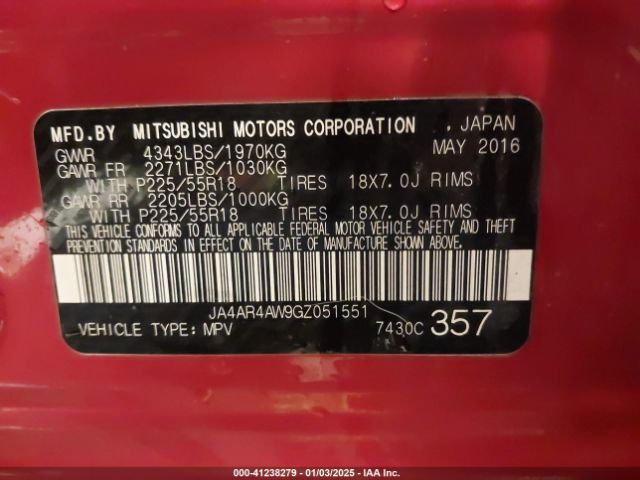 MFD.BY MITSUBISHI MOTORS CORPORATION , JAPAN
GVWR 4343LBS/1970KG MAY 2016
GAWR FR 2271LBS/1030KG
WITH P225/55R18 TIRES 18X7.0J RIMS
GAWR RR 2205LBS/1000KG
WITH P225/55R18 TIRES 18X7.0J RIMS
THIS VEHICLE CONFORMS TO ALL APPLICABLE FEDERAL MOTOR VEHICLE SAFETY AND THEFT
PREVENTION STANDARDS IN EFFECT ON THE DATE OF MANUFACTURE SHOWN ABOVE.
JA4AR4AW9GZ051551
VEHICLE TYPE: MPV 7430C 357
000-41238279 - 01/03/2025 - IAA Inc.